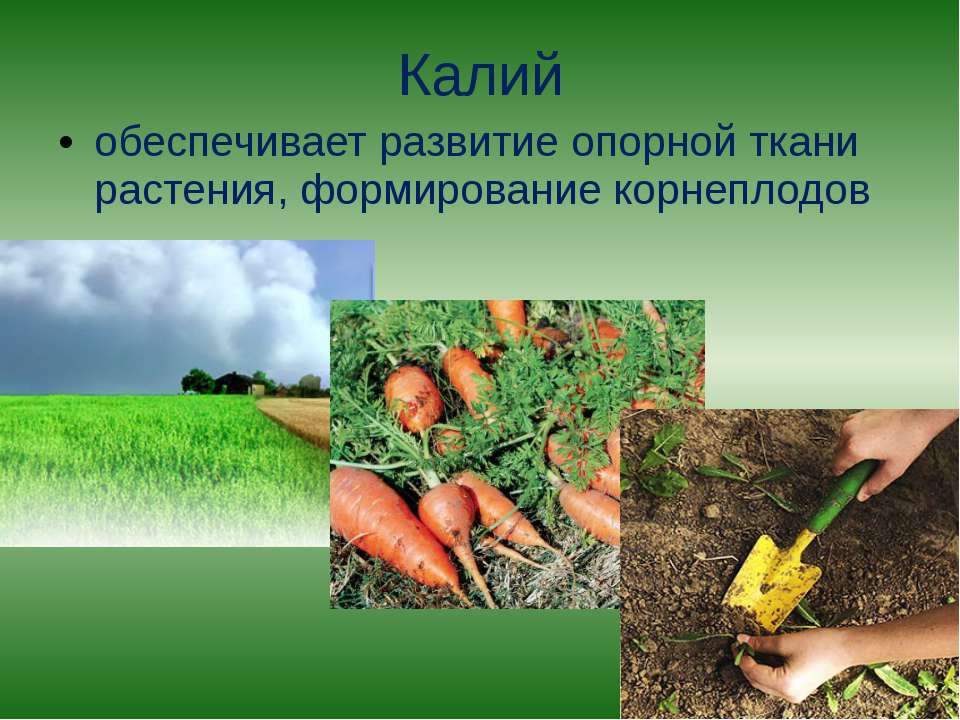 Калий
• обеспечивает развитие опорной ткани
растения, формирование корнеплодов